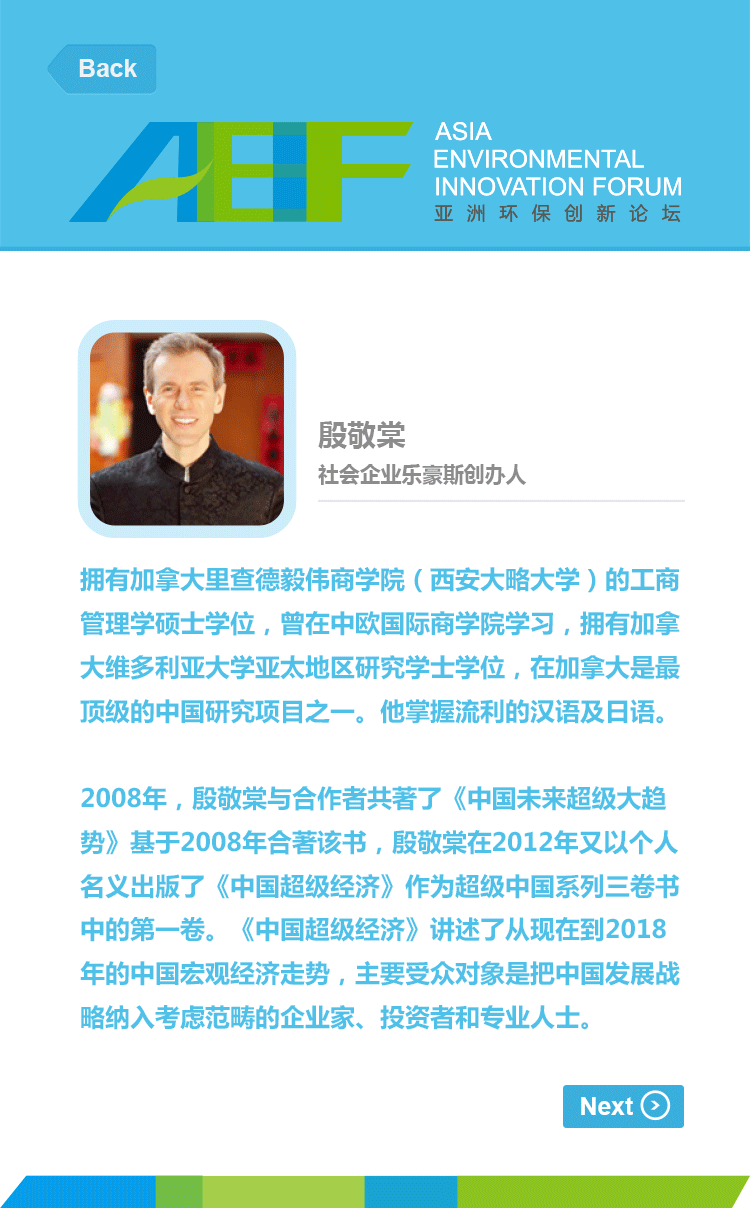 Back
AEIF
ASIA
ENVIRONMENTAL
INNOVATION FORUM
亚洲环保创新论坛
殷敬棠
社会企业乐豪斯创办人
拥有加拿大里查德毅伟商学院（西安大略大学）的工商
管理学硕士学位，曾在中欧国际商学院学习，拥有加拿
大维多利亚大学亚太地区研究学士学位，在加拿大是最
顶级的中国研究项目之一。他掌握流利的汉语及日语。
2008年，殷敬棠与合作者共著了《中国未来超级大趋
势》基于2008年合著该书，殷敬棠在2012年又以个人
名义出版了《中国超级经济》作为超级中国系列三卷书
中的第一卷。《中国超级经济》讲述了从现在到2018
年的中国宏观经济走势，主要受众对象是把中国发展战
略纳入考虑范畴的企业家、投资者和专业人士。
Next